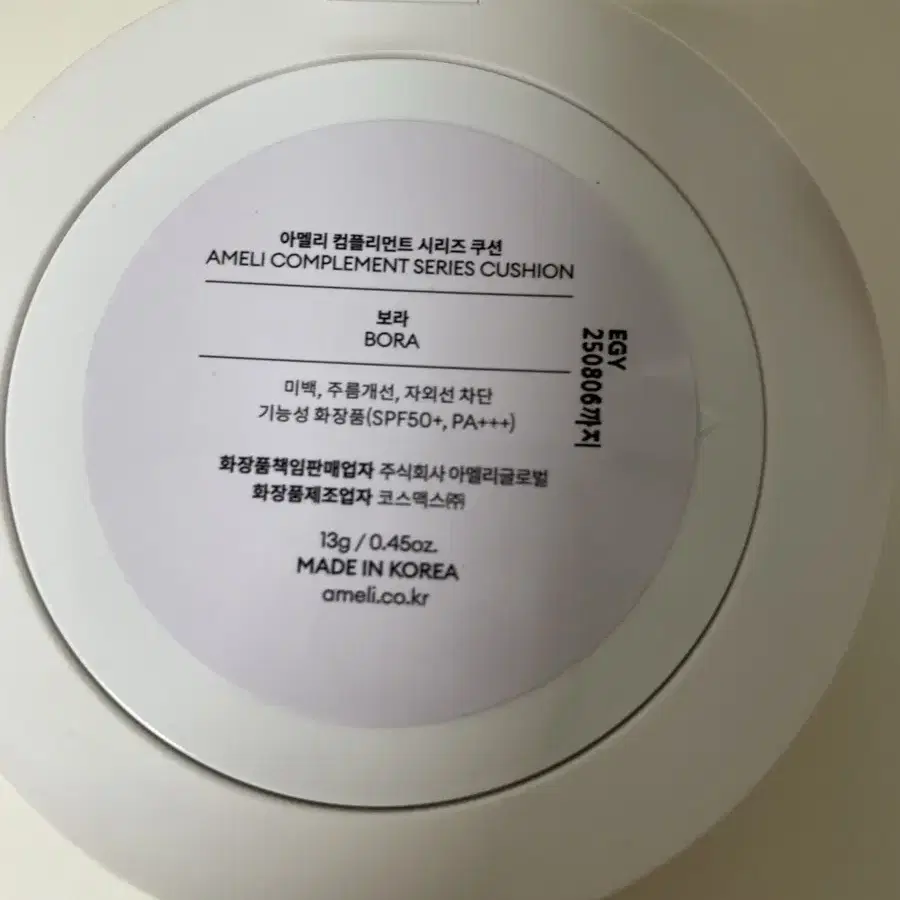 아멜리 컴플리먼트 시리즈 쿠션
AMELI COMPLEMENT SERIES CUSHION
보라
BORA
미백, 주름개선, 자외선 차단
기능성 화장품(SPF50+, PA+++)
화장품책임판매업자 주식회사 아멜리글로벌
화장품제조업자 코스맥스㈜
13g / 0.45oz.
MADE IN KOREA
ameli.co.kr
EGY
250806까지